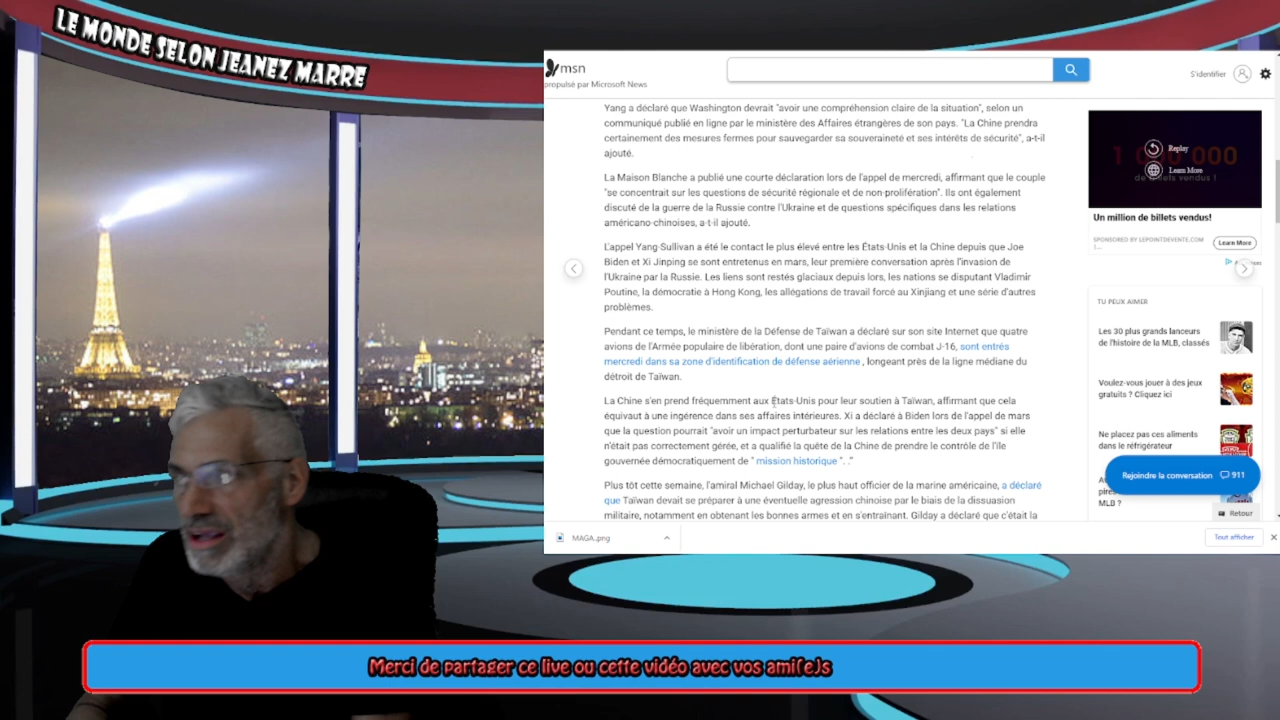 LE MONDE SELON JEANEZ MARRE
msn
propulsé par Microsoft News
S'identifier
Yang a déclaré que Washington devrait "avoir une compréhension claire de la situation", selon un
communiqué publié en ligne par le ministère des Affaires étrangères de son pays. "La Chine prendra
certainement des mesures fermes pour sauvegarder sa souveraineté et ses intérêts de sécurité", a-t-il
ajouté.
La Maison Blanche a publié une courte déclaration lors de l'appel de mercredi, affirmant que le couple
"se concentrait sur les questions de sécurité régionale et de non-prolifération". Ils ont également
discuté de la guerre de la Russie contre l'Ukraine et de questions spécifiques dans les relations
américano-chinoises, a-t-il ajouté.
L'appel Yang-Sullivan a été le contact le plus élevé entre les États-Unis et la Chine depuis que Joe
Biden et Xi Jinping se sont entretenus en mars, leur première conversation après l'invasion de
l'Ukraine par la Russie. Les liens sont restés glaciaux depuis lors, les nations se disputant Vladimir
Poutine, la démocratie à Hong Kong, les allégations de travail forcé au Xinjiang et une série d'autres
problèmes.
Pendant ce temps, le ministère de la Défense de Taïwan a déclaré sur son site Internet que quatre
avions de l'Armée populaire de libération, dont une paire d'avions de combat J-16, sont entrés
mercredi dans sa zone d'identification de défense aérienne , longeant près de la ligne médiane du
détroit de Taïwan.
La Chine s'en prend fréquemment aux États-Unis pour leur soutien à Taïwan, affirmant que cela
équivaut à une ingérence dans ses affaires intérieures. Xi a déclaré à Biden lors de l'appel de mars
que la question pourrait "avoir un impact perturbateur sur les relations entre les deux pays" si elle
n'était pas correctement gérée, et a qualifié la quête de la Chine de prendre le contrôle de l'île
gouvernée démocratiquement de " mission historique ". ."
Plus tôt cette semaine, l'amiral Michael Gilday, le plus haut officier de la marine américaine, a déclaré
que Taïwan devait se préparer à une éventuelle agression chinoise par le biais de la dissuasion
militaire, notamment en obtenant les bonnes armes et en s'entraînant. Gilday a déclaré que c'était la
1 000 000
de billets vendus !
Replay
Learn More
Un million de billets vendus!
SPONSORED BY LEPOINTDEVENTE.COM
Learn More
TU PEUX AIMER
Les 30 plus grands lanceurs
de l'histoire de la MLB, classés
Voulez-vous jouer à des jeux
gratuits ? Cliquez ici
Ne placez pas ces aliments
dans le réfrigérateur
Rejoindre la conversation 911
MLB ?
Retour
MAGA.png
Tout afficher
Merci de partager ce live ou cette vidéo avec vos ami(e)s